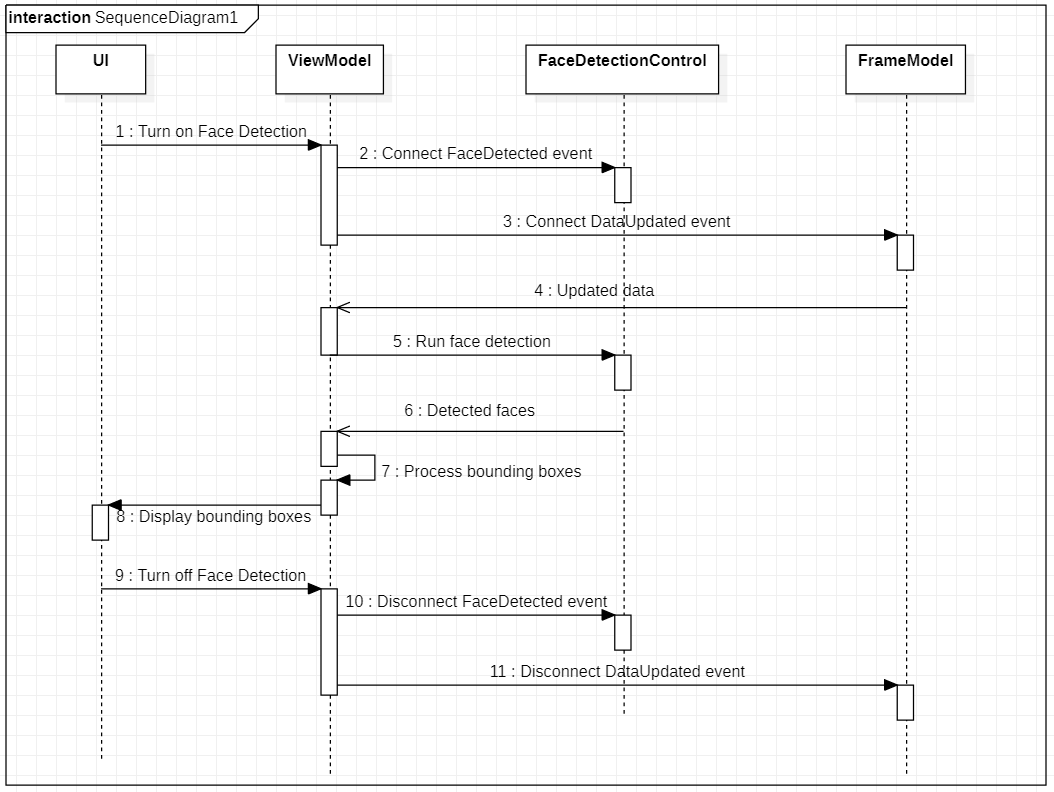 interaction SequenceDiagram1
UI
ViewModel
FaceDetectionControl
FrameModel
1 : Turn on Face Detection
2 : Connect FaceDetected event
3 : Connect DataUpdated event
4 : Updated data
5 : Run face detection
6 : Detected faces
7 : Process bounding boxes
8 : Display bounding boxes
9 : Turn off Face Detection
10 : Disconnect FaceDetected event
11 : Disconnect DataUpdated event